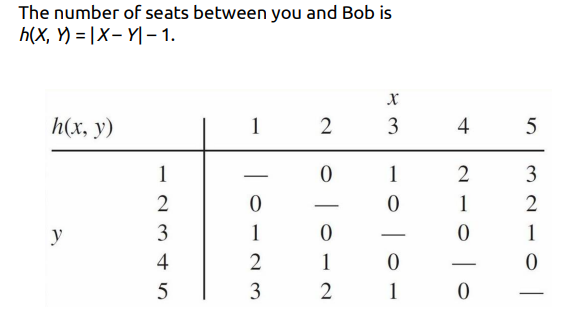 The number of seats between you and Bob is
h(X, Y) = |X – Y| – 1.
x
h(x, y) 1 2 3 4 5
1 — 0 1 2 3
2 0 — 0 1 2
y 3 1 0 — 0 1
4 2 1 0 — 0
5 3 2 1 0 —